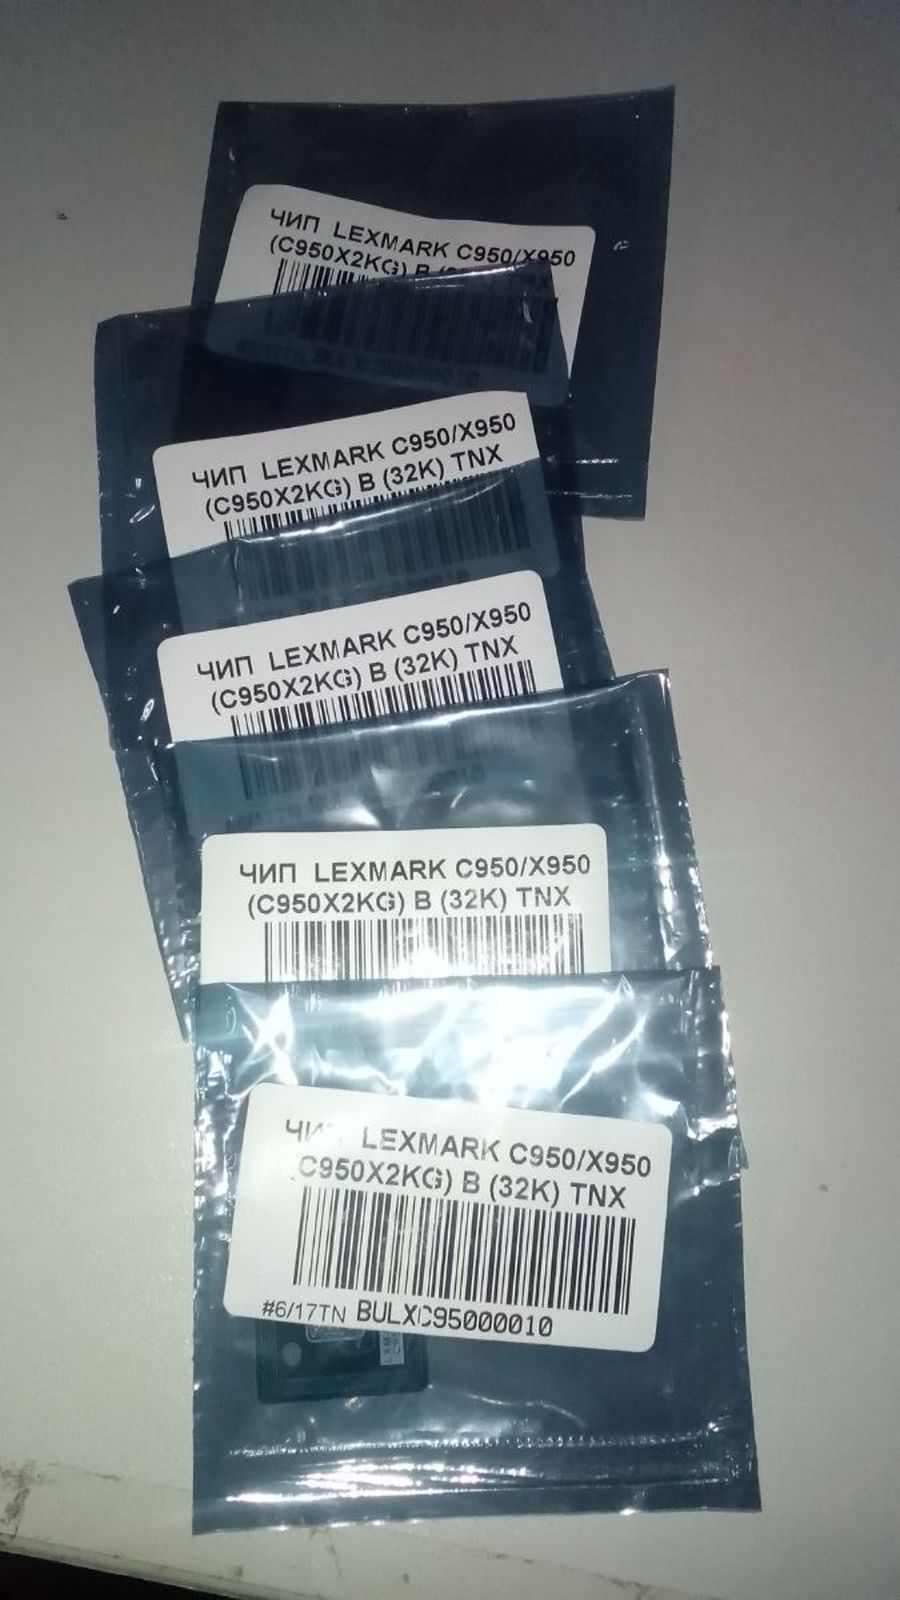 ЧИП LEXMARK C950/X950
(C950X2KG) B
ЧИП LEXMARK C950/X950
(C950X2KG) B (32K) TNX
ЧИП LEXMARK C950/X950
(C950X2KG) B (32K) TNX
ЧИП LEXMARK C950/X950
(C950X2KG) B (32K) TNX
ЧИП LEXMARK C950/X950
C950X2KG) B (32K) TNX
#6/17TN BULXC95000010